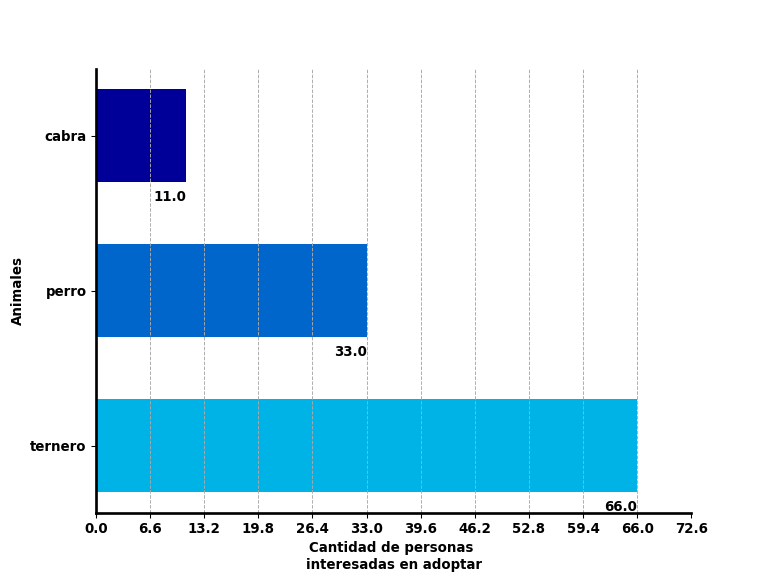 cabra
11.0
Animales
perro
33.0
ternero
66.0
0.0 6.6 13.2 19.8 26.4 33.0 39.6 46.2 52.8 59.4 66.0 72.6
Cantidad de personas
interesadas en adoptar